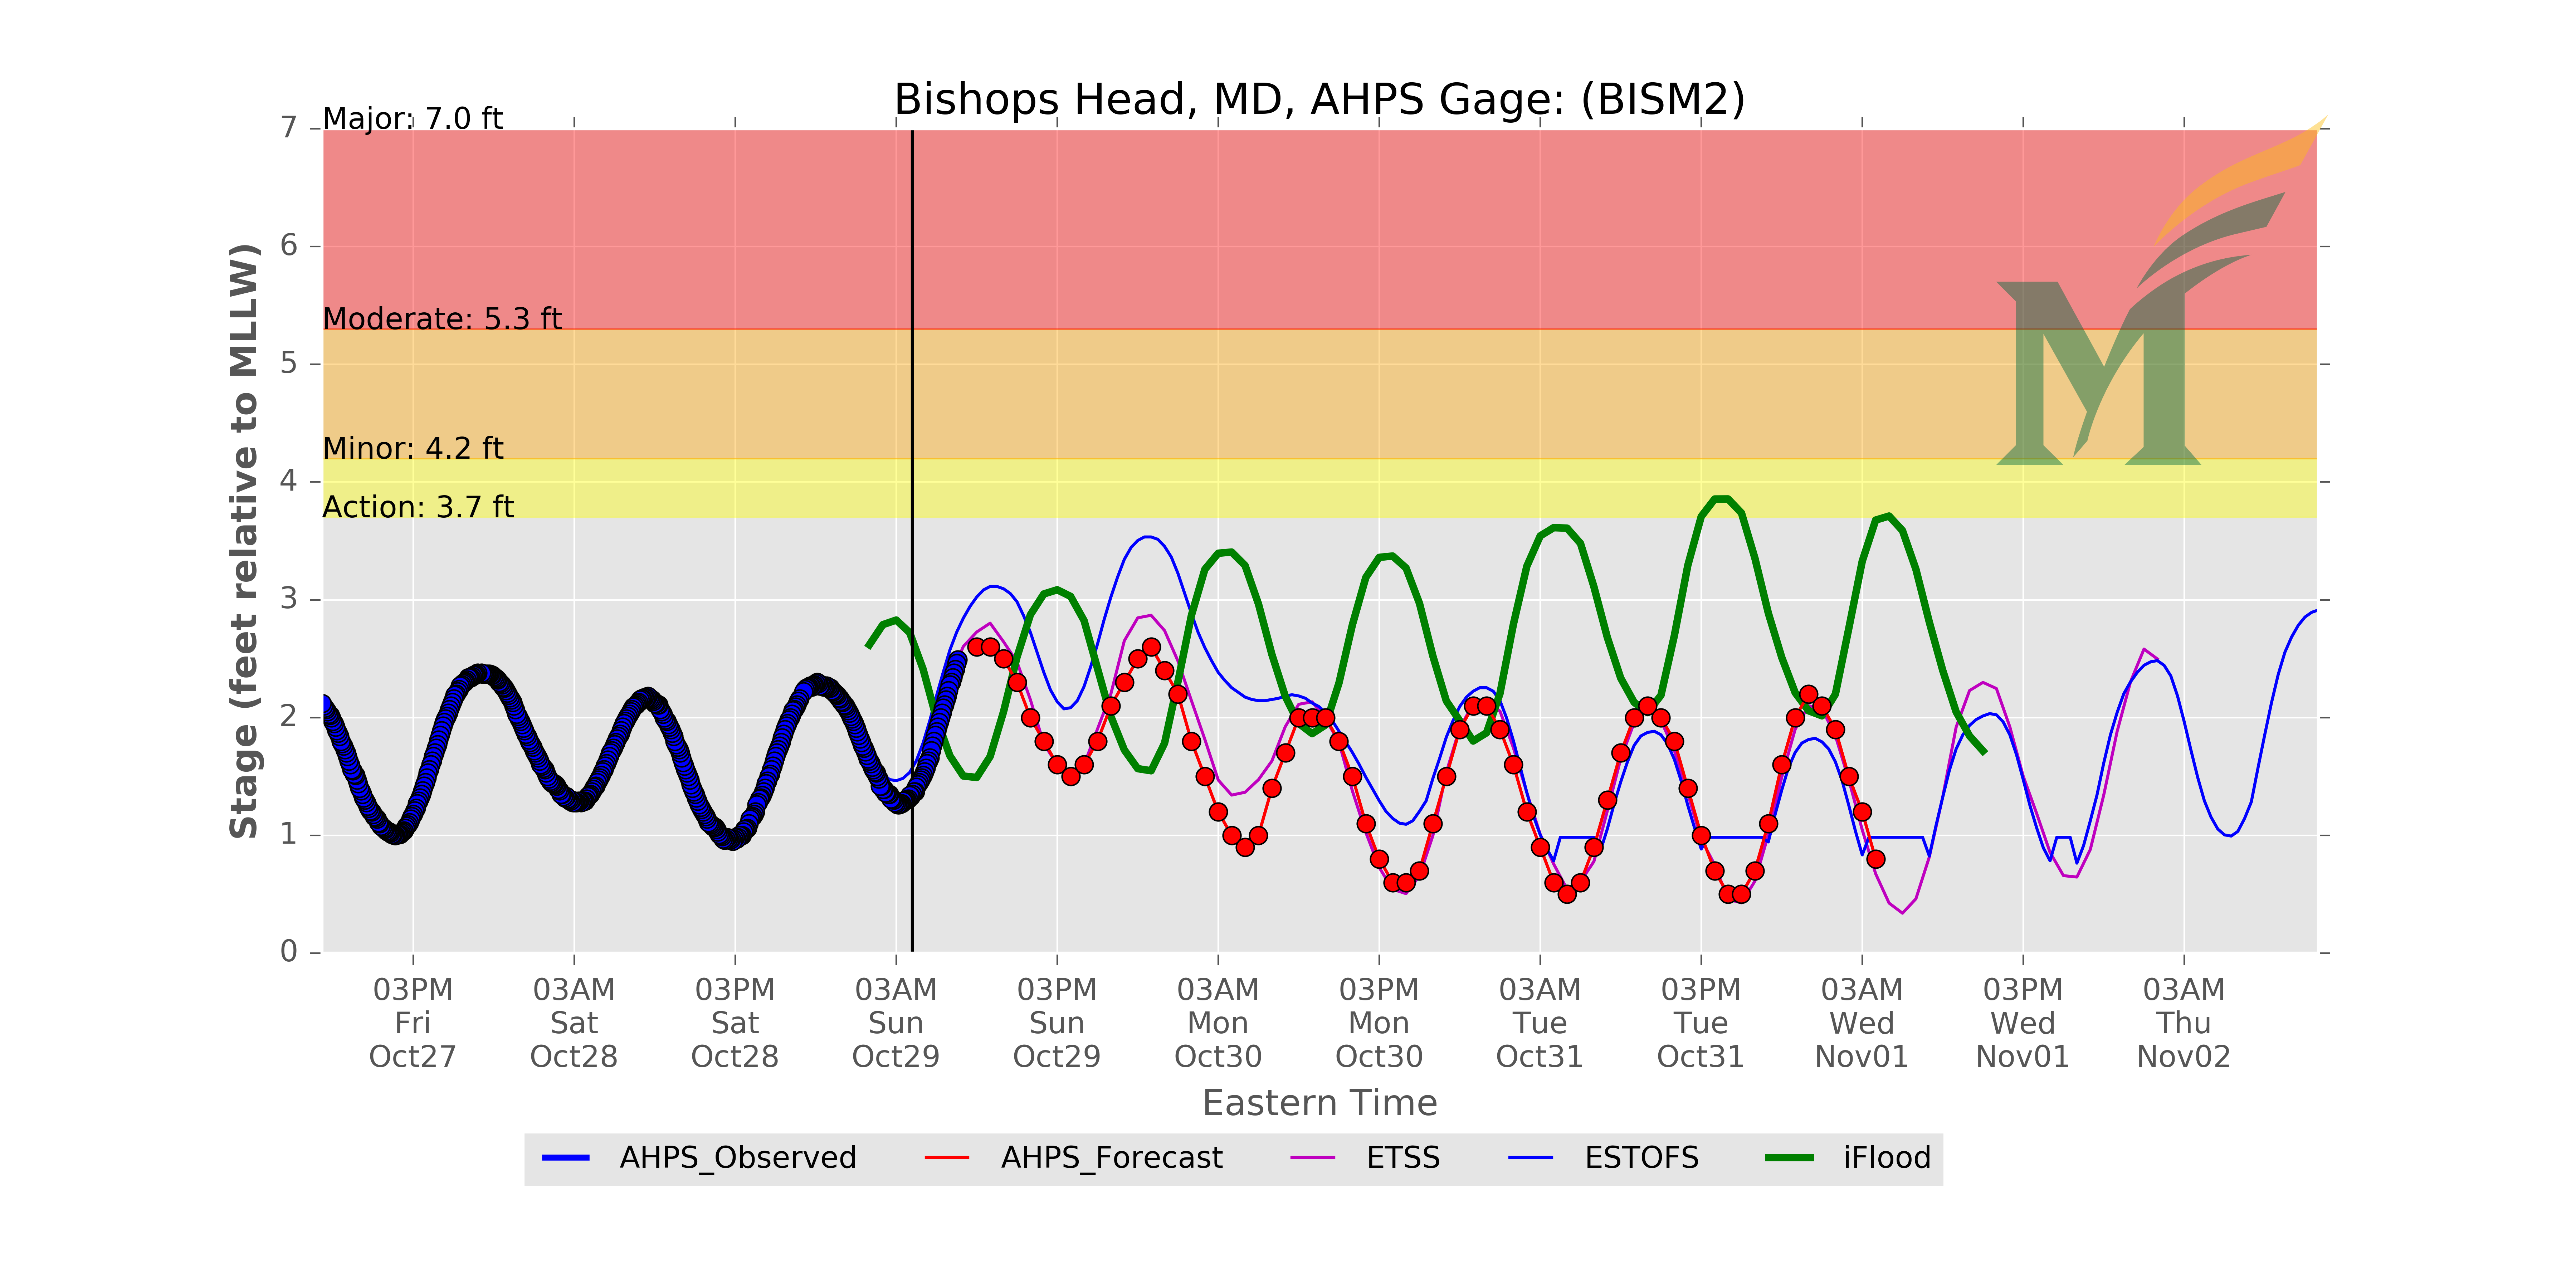 Bishops Head, MD, AHPS Gage: (BISM2)
Major: 7.0 ft
Moderate: 5.3 ft
Minor: 4.2 ft
Action: 3.7 ft
Stage (feet relative to MLLW)
7
6
5
4
3
2
1
0
03PM Fri Oct27
03AM Sat Oct28
03PM Sat Oct28
03AM Sun Oct29
03PM Sun Oct29
03AM Mon Oct30
03PM Mon Oct30
03AM Tue Oct31
03PM Tue Oct31
03AM Wed Nov01
03PM Wed Nov01
03AM Thu Nov02
Eastern Time
AHPS_Observed AHPS_Forecast ETSS ESTOFS iFlood
M